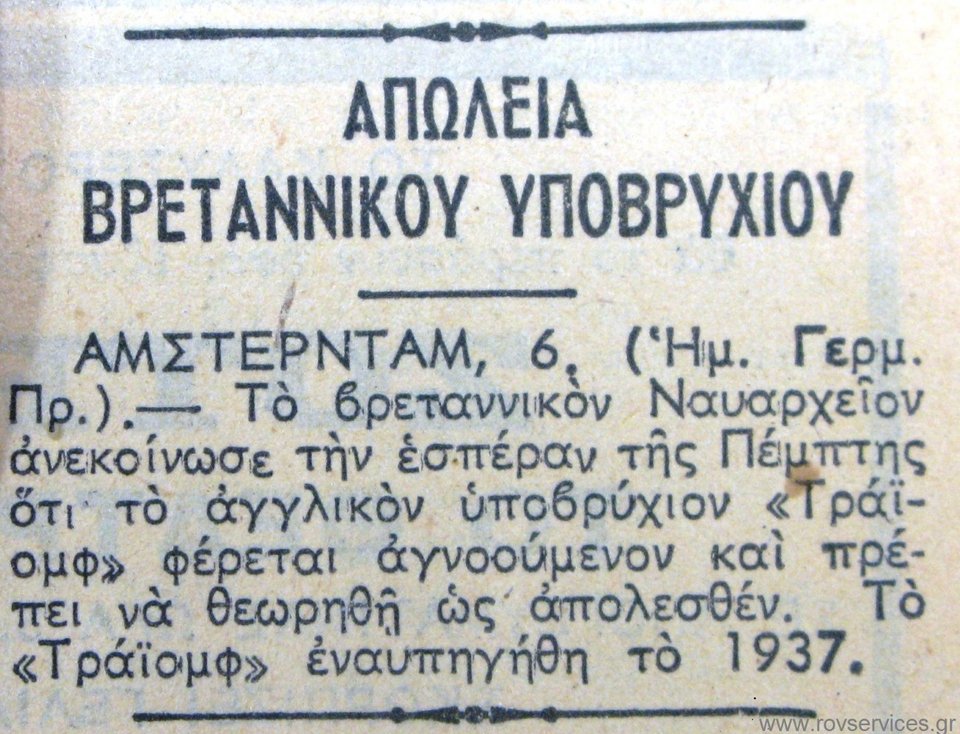 ΑΠΩΛΕΙΑ
ΒΡΕΤΑΝΝΙΚΟΥ ΥΠΟΒΡΥΧΙΟΥ
ΑΜΣΤΕΡΝΤΑΜ, 6. (Ἡμ. Γερμ.
Πρ.).— Τὸ βρεταννικὸν Ναυαρχεῖον
ἀνεκοίνωσε τὴν ἑσπέραν τῆς Πέμπτης
ὅτι τὸ ἀγγλικὸν ὑποβρύχιον «Τράϊ-
ομφ» φέρεται ἀγνοούμενον καὶ πρέ-
πει νὰ θεωρηθῇ ὡς ἀπολεσθέν. Τὸ
«Τράϊομφ» ἐναυπηγήθη τὸ 1937.
www.rovservices.gr